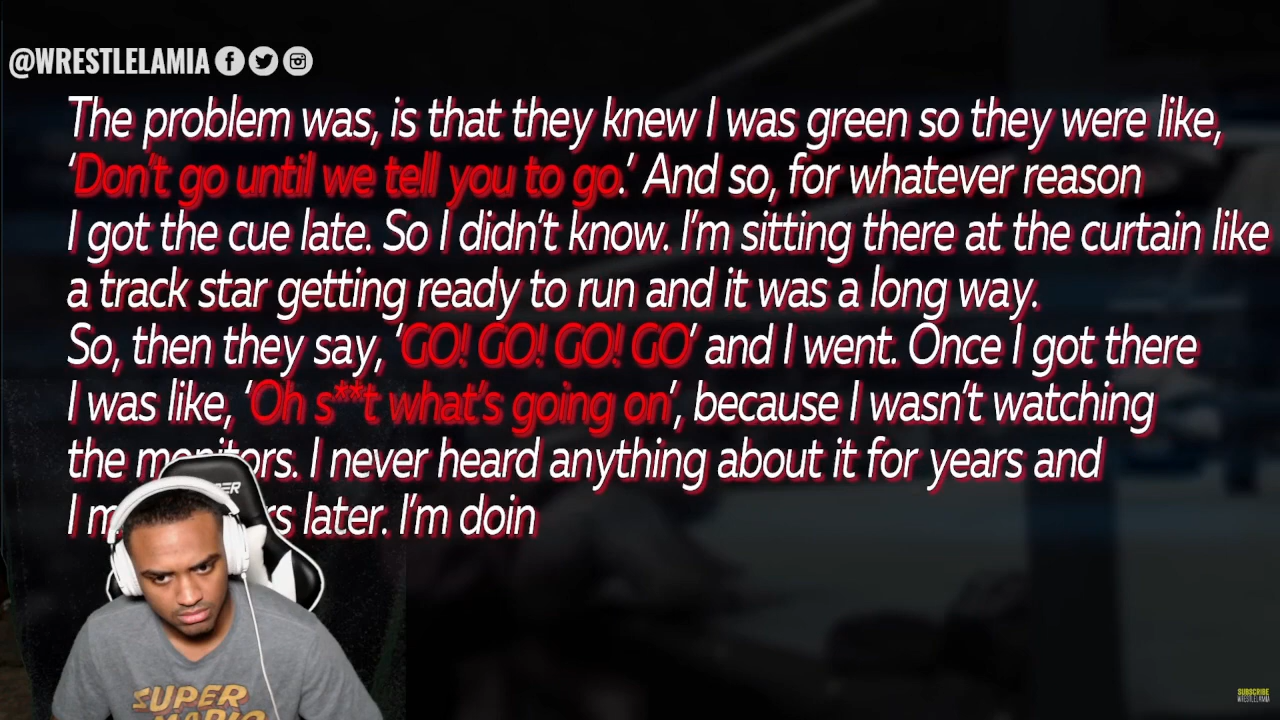 @WRESTLELAMIA
The problem was, is that they knew I was green so they were like,
'Don't go until we tell you to go.' And so, for whatever reason
I got the cue late. So I didn't know. I'm sitting there at the curtain like
a track star getting ready to run and it was a long way.
So, then they say, 'GO! GO! GO! GO' and I went. Once I got there
I was like, 'Oh s**t what's going on', because I wasn't watching
the monitors. I never heard anything about it for years and
I later. I'm doin
SUPER
MARIO
SUBSCRIBE
WRESTLELAMIA